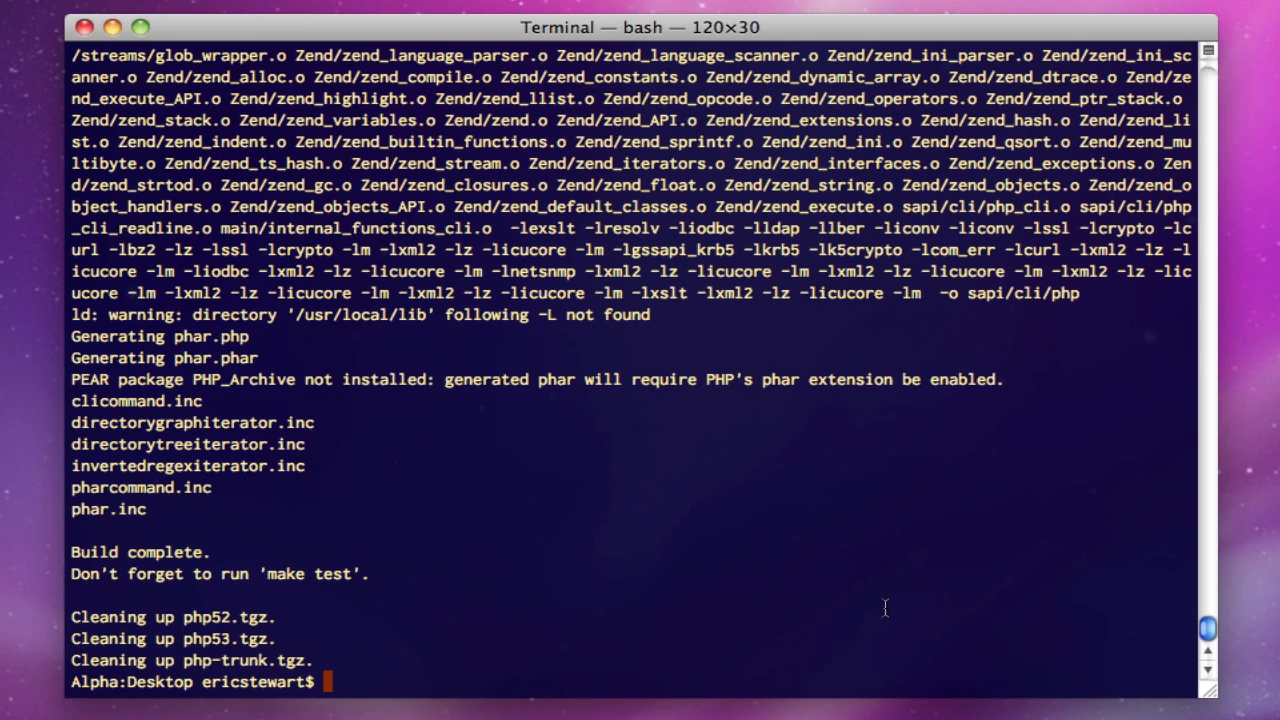 Terminal — bash — 120×30
/streams/glob_wrapper.o Zend/zend_language_parser.o Zend/zend_language_scanner.o Zend/zend_ini_parser.o Zend/zend_ini_sc
anner.o Zend/zend_alloc.o Zend/zend_compile.o Zend/zend_constants.o Zend/zend_dynamic_array.o Zend/zend_dtrace.o Zend/ze
nd_execute_API.o Zend/zend_highlight.o Zend/zend_llist.o Zend/zend_opcode.o Zend/zend_operators.o Zend/zend_ptr_stack.o
Zend/zend_stack.o Zend/zend_variables.o Zend/zend.o Zend/zend_API.o Zend/zend_extensions.o Zend/zend_hash.o Zend/zend_li
st.o Zend/zend_indent.o Zend/zend_builtin_functions.o Zend/zend_sprintf.o Zend/zend_ini.o Zend/zend_qsort.o Zend/zend_mu
ltibyte.o Zend/zend_ts_hash.o Zend/zend_stream.o Zend/zend_iterators.o Zend/zend_interfaces.o Zend/zend_exceptions.o Zen
d/zend_strtod.o Zend/zend_gc.o Zend/zend_closures.o Zend/zend_float.o Zend/zend_string.o Zend/zend_objects.o Zend/zend_o
bject_handlers.o Zend/zend_objects_API.o Zend/zend_default_classes.o Zend/zend_execute.o sapi/cli/php_cli.o sapi/cli/php
_cli_readline.o main/internal_functions_cli.o  -lexslt -lresolv -liodbc -lldap -llber -liconv -liconv -lssl -lcrypto -lc
url -lbz2 -lz -lssl -lcrypto -lm -lxml2 -lz -licucore -lm -lgssapi_krb5 -lkrb5 -lk5crypto -lcom_err -lcurl -lxml2 -lz -l
icucore -lm -liodbc -lxml2 -lz -licucore -lm -lnetsnmp -lxml2 -lz -licucore -lm -lxml2 -lz -licucore -lm -lxml2 -lz -lic
ucore -lm -lxml2 -lz -licucore -lm -lxml2 -lz -licucore -lm -lxslt -lxml2 -lz -licucore -lm  -o sapi/cli/php
ld: warning: directory '/usr/local/lib' following -L not found
Generating phar.php
Generating phar.phar
PEAR package PHP_Archive not installed: generated phar will require PHP's phar extension be enabled.
clicommand.inc
directorygraphiterator.inc
directorytreeiterator.inc
invertedregexiterator.inc
pharcommand.inc
phar.inc
Build complete.
Don't forget to run 'make test'.
Cleaning up php52.tgz.
Cleaning up php53.tgz.
Cleaning up php-trunk.tgz.
Alpha:Desktop ericstewart$